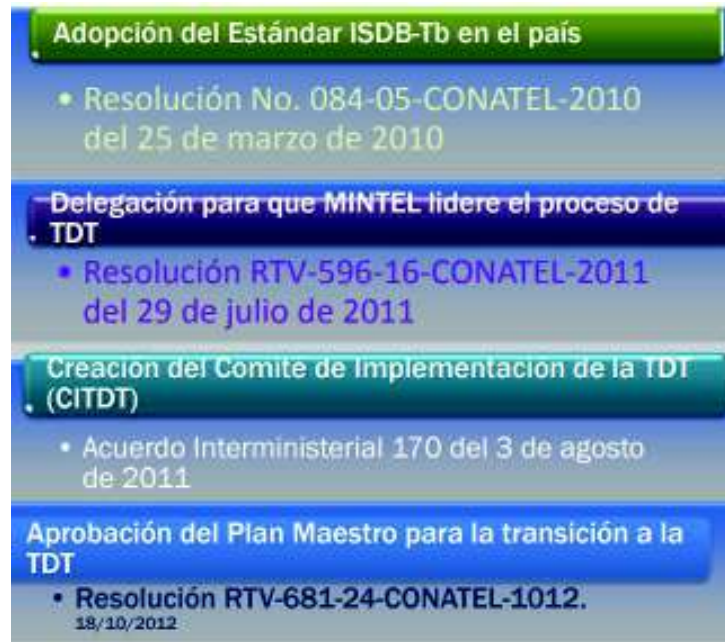 Adopción del Estándar ISDB-Tb en el país
• Resolución No. 084-05-CONATEL-2010
del 25 de marzo de 2010
Delegación para que MINTEL lidere el proceso de
TDT
• Resolución RTV-596-16-CONATEL-2011
del 29 de julio de 2011
Creación del Comité de Implementación de la TDT
(CITDT)
• Acuerdo Interministerial 170 del 3 de agosto
de 2011
Aprobación del Plan Maestro para la transición a la
TDT
• Resolución RTV-681-24-CONATEL-1012.
18/10/2012